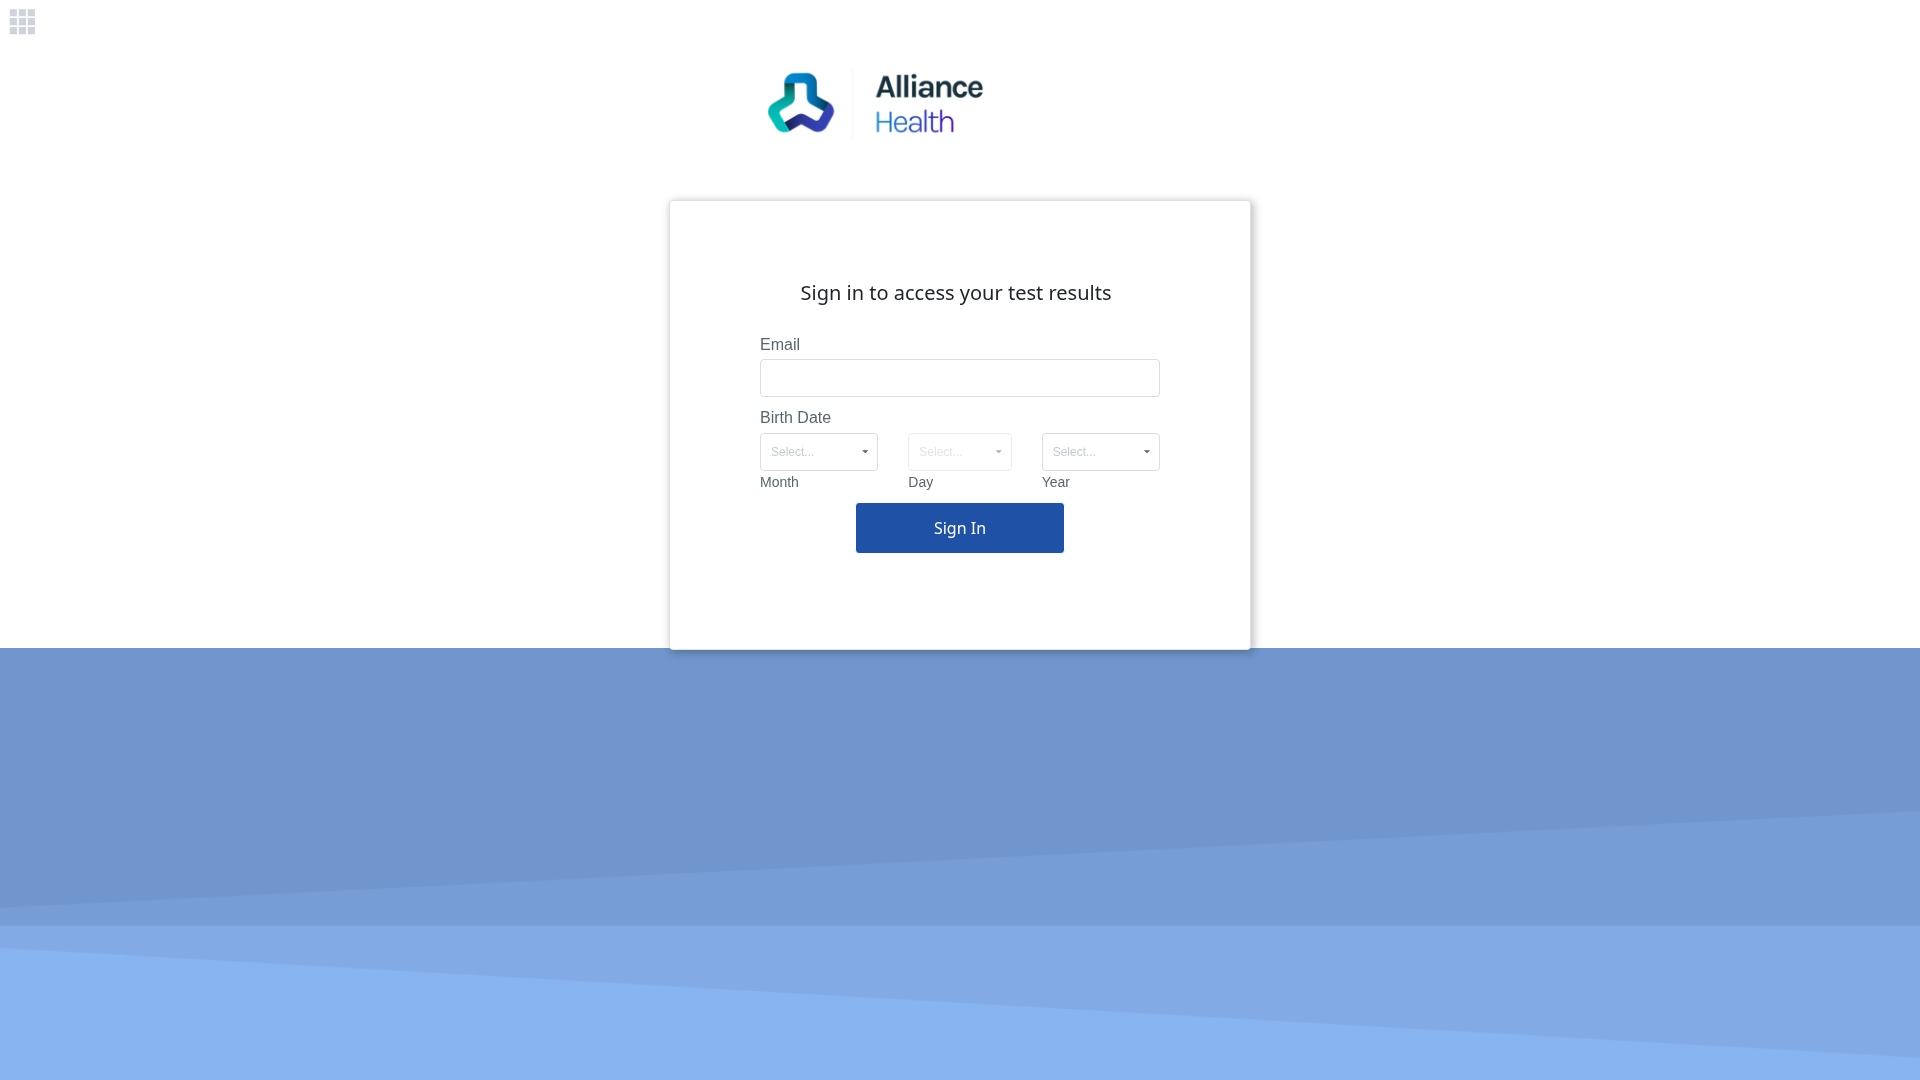 Alliance
Health
Sign in to access your test results
Email
Birth Date
Select... Select... Select...
Month Day Year
Sign In